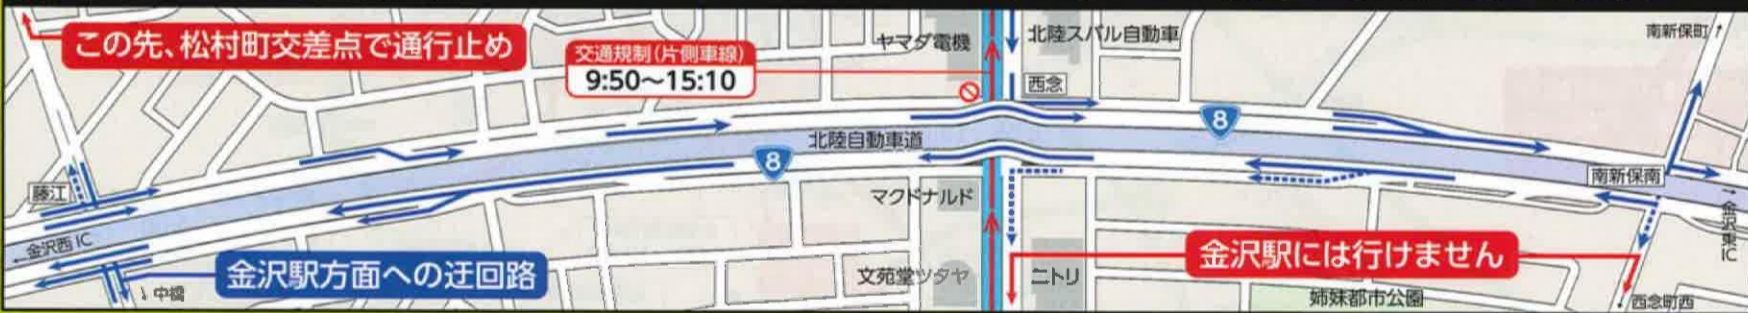 この先、松村町交差点で通行止め
ヤマダ電機
北陸スバル自動車
南新保町↑
交通規制(片側車線)
9:50〜15:10
西念
8
北陸自動車道
8
藤江
マクドナルド
南新保南
←金沢西IC
→金沢東IC
金沢駅方面への迂回路
↓中橋
文苑堂ツタヤ
ニトリ
金沢駅には行けません
姉妹都市公園
西念町西